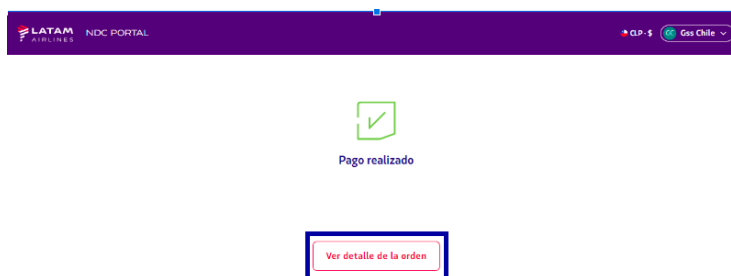 LATAM
AIRLINES
NDC PORTAL
CLP - $
GC
Gss Chile
Pago realizado
Ver detalle de la orden